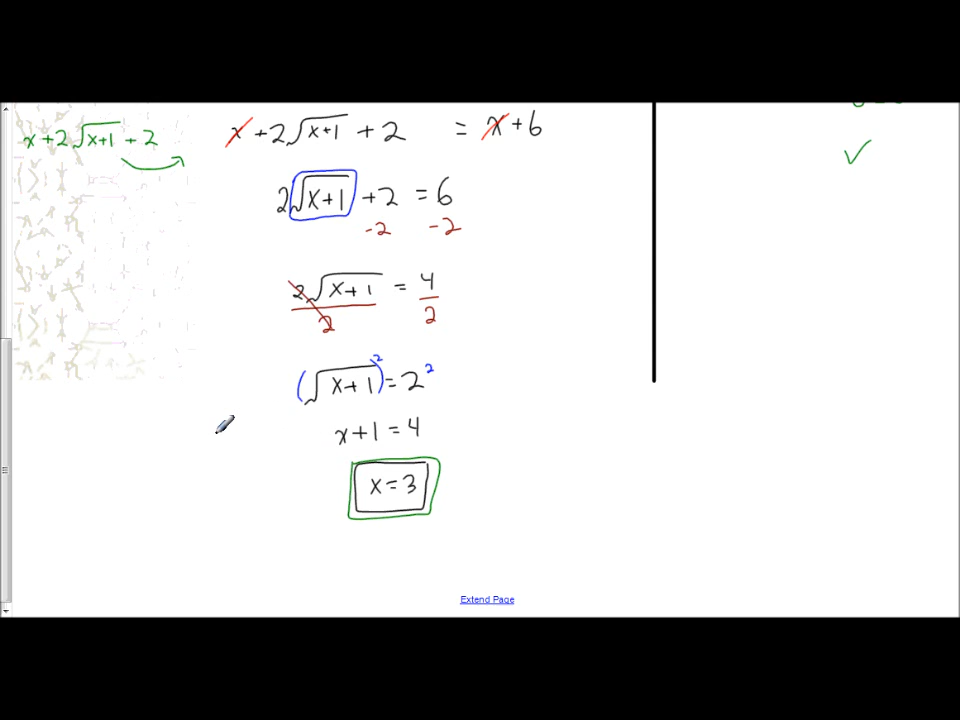 x+2√x+1 +2
x +2√x+1 +2 = x+6
2√x+1 +2 = 6
-2 -2
2√x+1 = 4
2 2
(√x+1)² = 2²
x+1 = 4
x = 3
✓
Extend Page